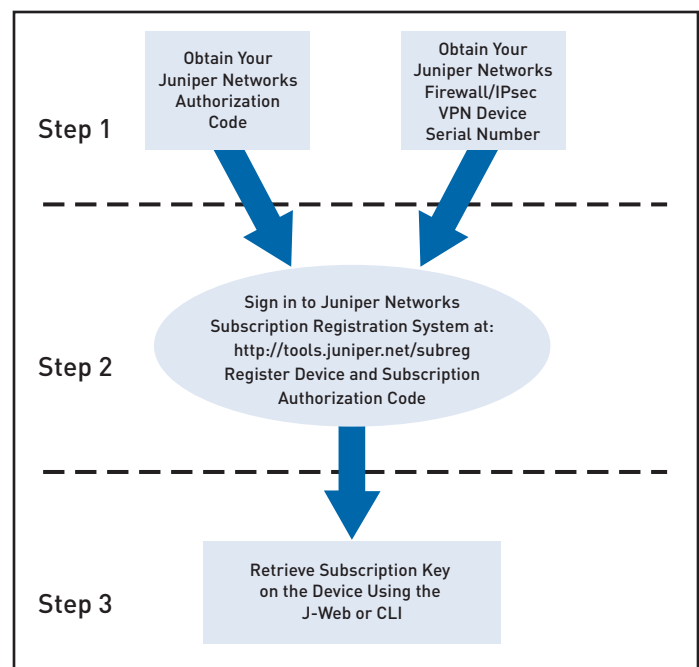 Step 1
Obtain Your
Juniper Networks
Authorization
Code
Obtain Your
Juniper Networks
Firewall/IPsec
VPN Device
Serial Number
Step 2
Sign in to Juniper Networks
Subscription Registration System at:
http://tools.juniper.net/subreg
Register Device and Subscription
Authorization Code
Step 3
Retrieve Subscription Key
on the Device Using the
J-Web or CLI